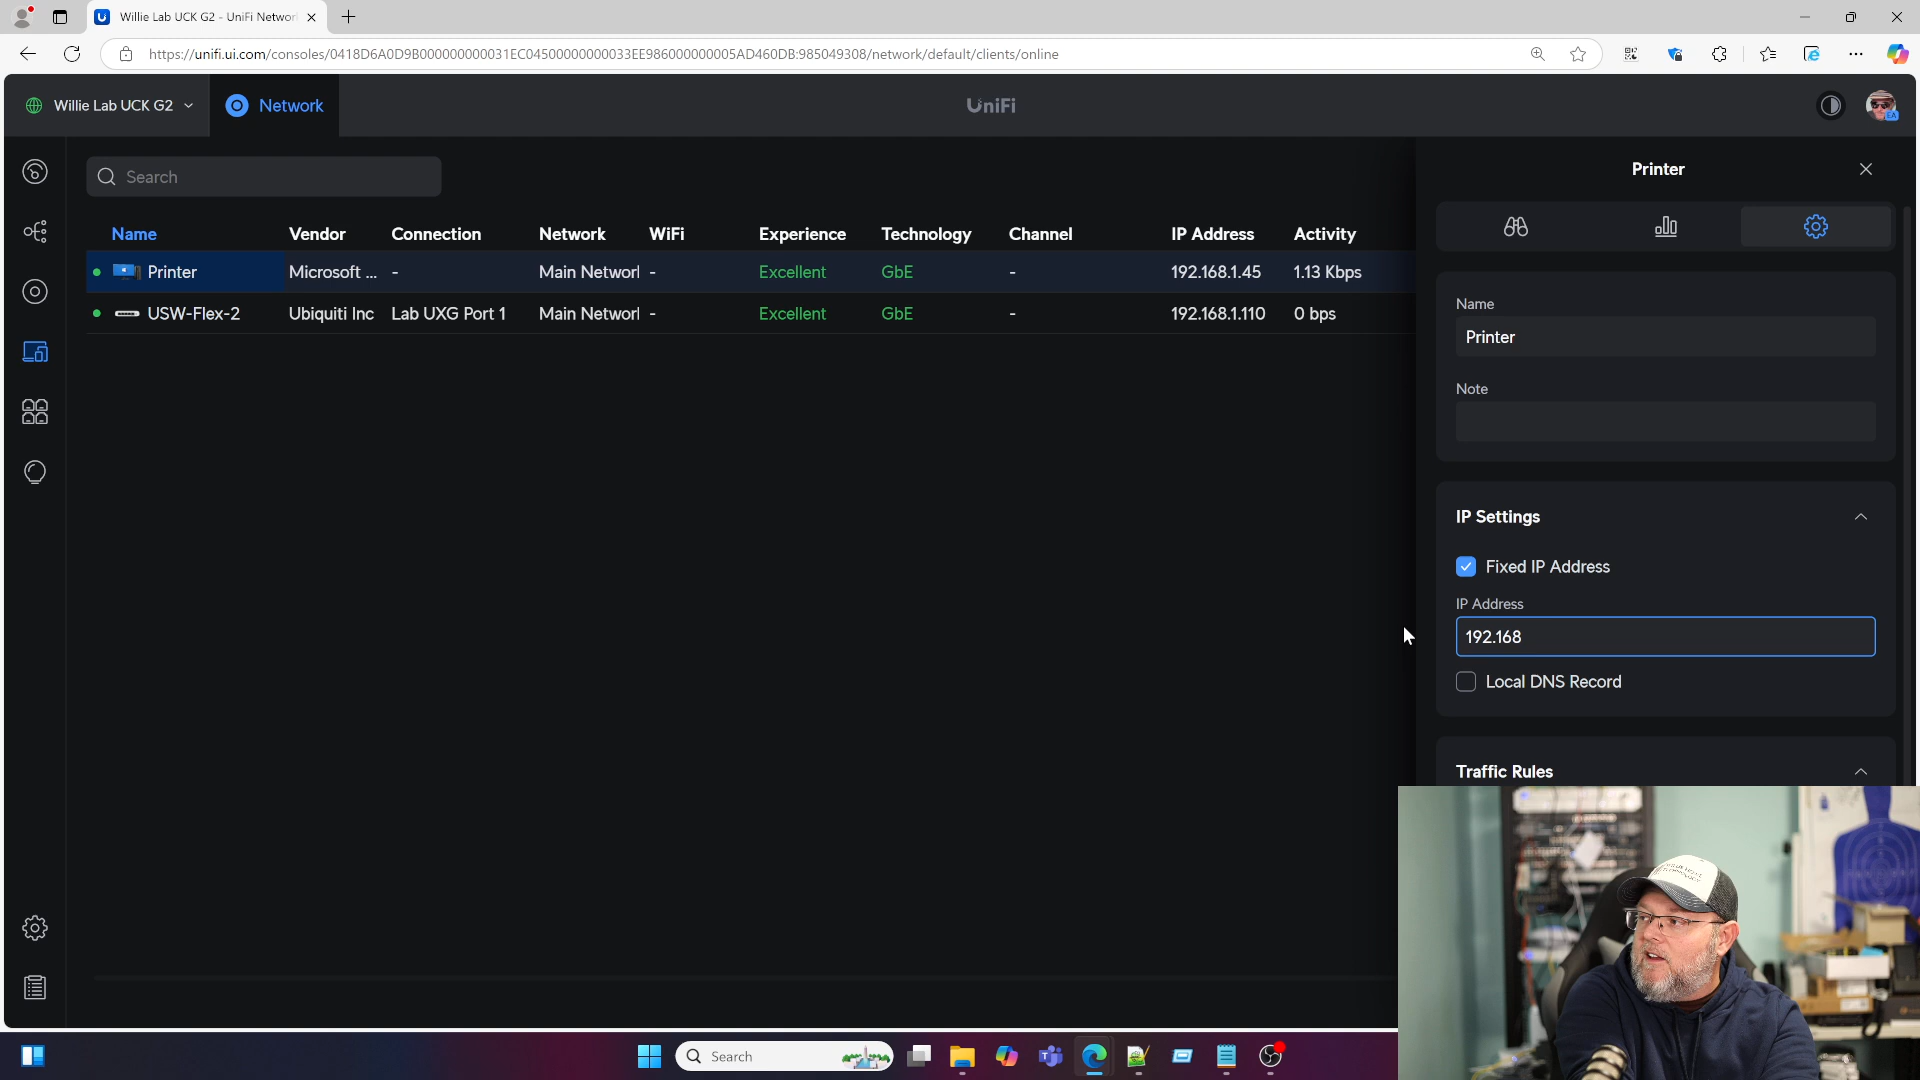 Willie Lab UCK G2 - UniFi Networ
https://unifi.ui.com/consoles/0418D6A0D9B000000000031EC04500000000033EE986000000005AD460DB:985049308/network/default/clients/online
Willie Lab UCK G2
Network
UniFi
Search
Name Vendor Connection Network WiFi Experience Technology Channel IP Address Activity
Printer Microsoft ... - Main Networl - Excellent GbE - 192.168.1.45 1.13 Kbps
USW-Flex-2 Ubiquiti Inc Lab UXG Port 1 Main Networl - Excellent GbE - 192.168.1.110 0 bps
Printer
Name
Printer
Note
IP Settings
Fixed IP Address
IP Address
192.168
Local DNS Record
Traffic Rules
Search